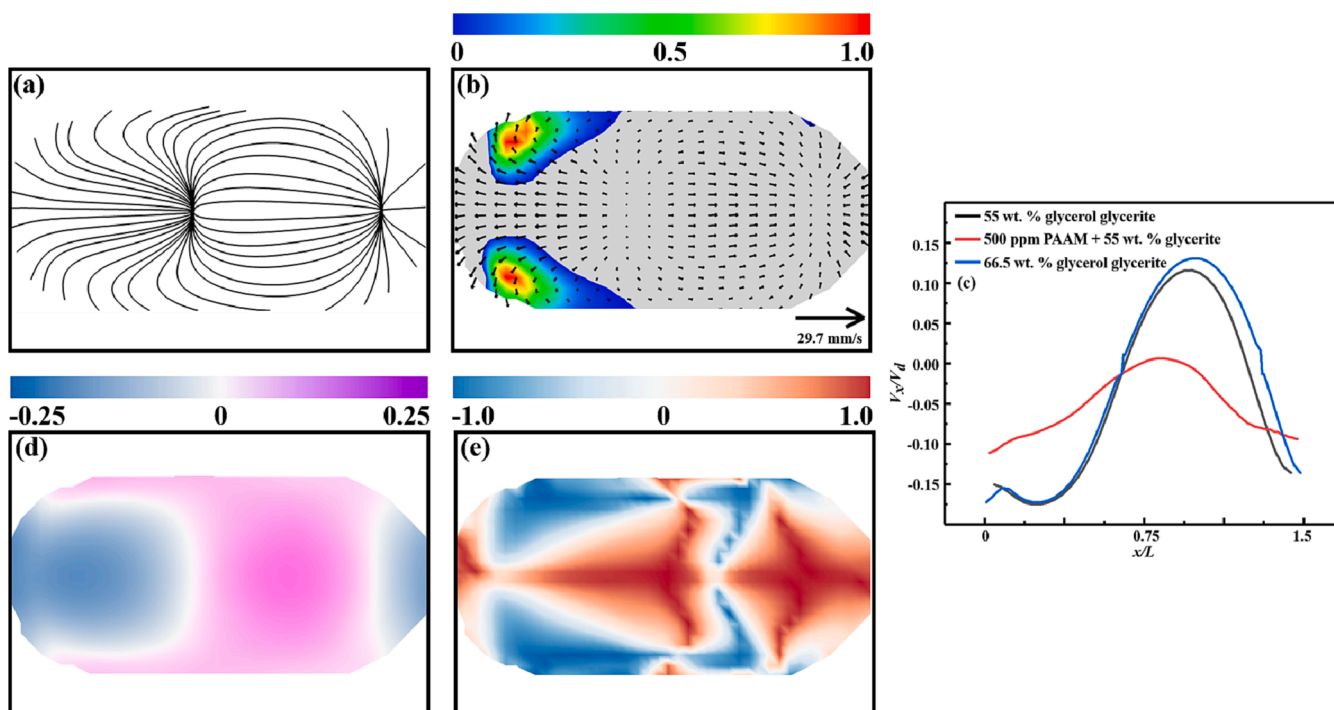 0 0.5 1.0
(a)
(b)
29.7 mm/s
55 wt. % glycerol glycerite
500 ppm PAAM + 55 wt. % glycerite
66.5 wt. % glycerol glycerite
(c)
0.15
0.10
0.05
0.00
-0.05
-0.10
-0.15
Vx/Vd
0 0.75 1.5
x/L
-0.25 0 0.25
-1.0 0 1.0
(d)
(e)